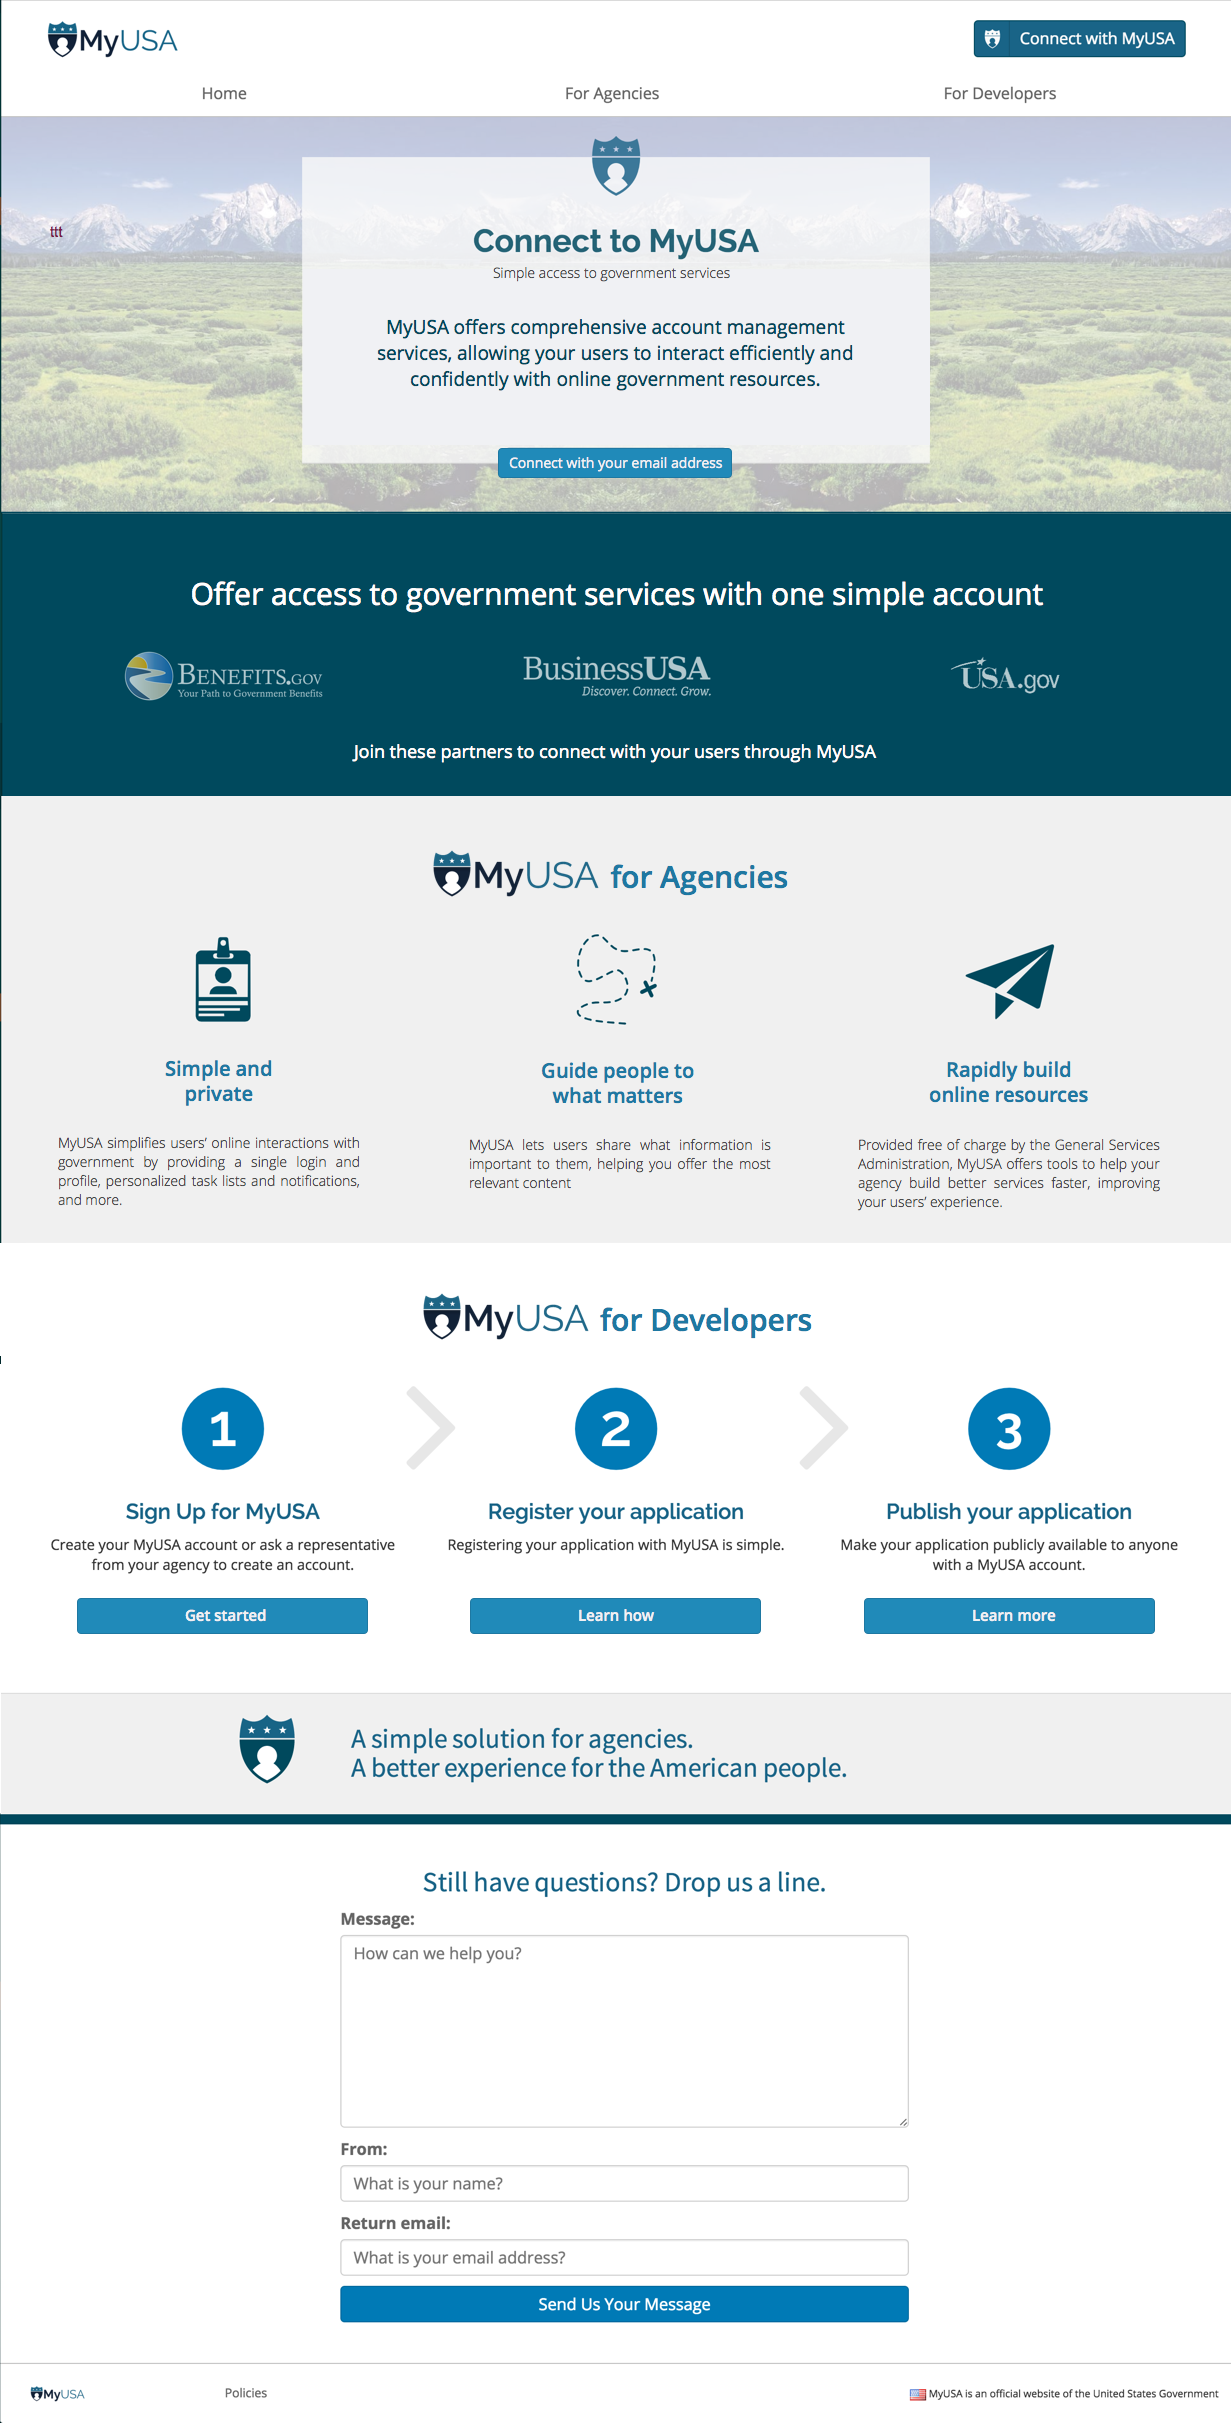 MyUSA
Connect with MyUSA
Home
For Agencies
For Developers
ttt
Connect to MyUSA
Simple access to government services
MyUSA offers comprehensive account management
services, allowing your users to interact efficiently and
confidently with online government resources.
Connect with your email address
Offer access to government services with one simple account
BENEFITS.GOV
Your Path to Government Benefits
BusinessUSA
Discover. Connect. Grow.
USA.gov
Join these partners to connect with your users through MyUSA
MyUSA for Agencies
Simple and
private
MyUSA simplifies users' online interactions with
government by providing a single login and
profile, personalized task lists and notifications,
and more.
Guide people to
what matters
MyUSA lets users share what information is
important to them, helping you offer the most
relevant content
Rapidly build
online resources
Provided free of charge by the General Services
Administration, MyUSA offers tools to help your
agency build better services faster, improving
your users' experience.
MyUSA for Developers
1
Sign Up for MyUSA
Create your MyUSA account or ask a representative
from your agency to create an account.
Get started
2
Register your application
Registering your application with MyUSA is simple.
Learn how
3
Publish your application
Make your application publicly available to anyone
with a MyUSA account.
Learn more
A simple solution for agencies.
A better experience for the American people.
Still have questions? Drop us a line.
Message:
How can we help you?
From:
What is your name?
Return email:
What is your email address?
Send Us Your Message
MyUSA
Policies
MyUSA is an official website of the United States Government